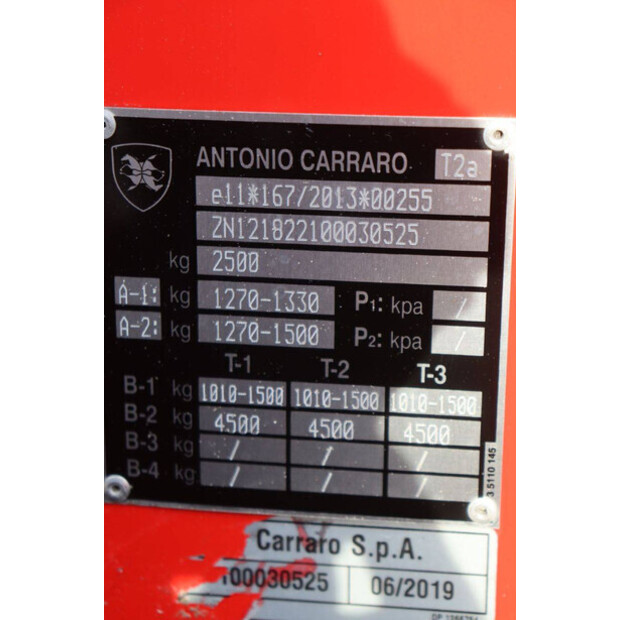 ANTONIO CARRARO T2a
e11*167/2013*00255
ZN121822100030525
kg 2500
A-1: kg 1270-1330 P1: kpa /
A-2: kg 1270-1500 P2: kpa /
T-1 T-2 T-3
B-1 kg 1010-1500 1010-1500 1010-1500
B-2 kg 4500 4500 4500
B-3 kg / / /
B-4 kg / / /
3 5110 145
Carraro S.p.A.
100030525 06/2019